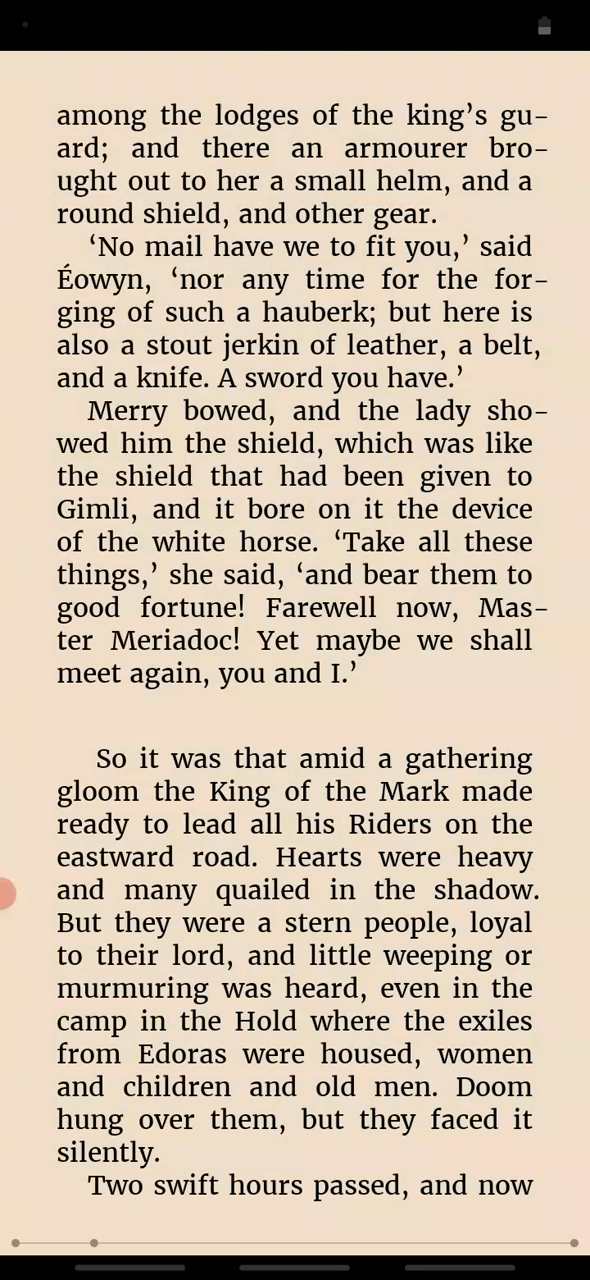 among the lodges of the king’s gu-
ard; and there an armourer bro-
ught out to her a small helm, and a
round shield, and other gear.
‘No mail have we to fit you,’ said
Éowyn, ‘nor any time for the for-
ging of such a hauberk; but here is
also a stout jerkin of leather, a belt,
and a knife. A sword you have.’
Merry bowed, and the lady sho-
wed him the shield, which was like
the shield that had been given to
Gimli, and it bore on it the device
of the white horse. ‘Take all these
things,’ she said, ‘and bear them to
good fortune! Farewell now, Mas-
ter Meriadoc! Yet maybe we shall
meet again, you and I.’
So it was that amid a gathering
gloom the King of the Mark made
ready to lead all his Riders on the
eastward road. Hearts were heavy
and many quailed in the shadow.
But they were a stern people, loyal
to their lord, and little weeping or
murmuring was heard, even in the
camp in the Hold where the exiles
from Edoras were housed, women
and children and old men. Doom
hung over them, but they faced it
silently.
Two swift hours passed, and now